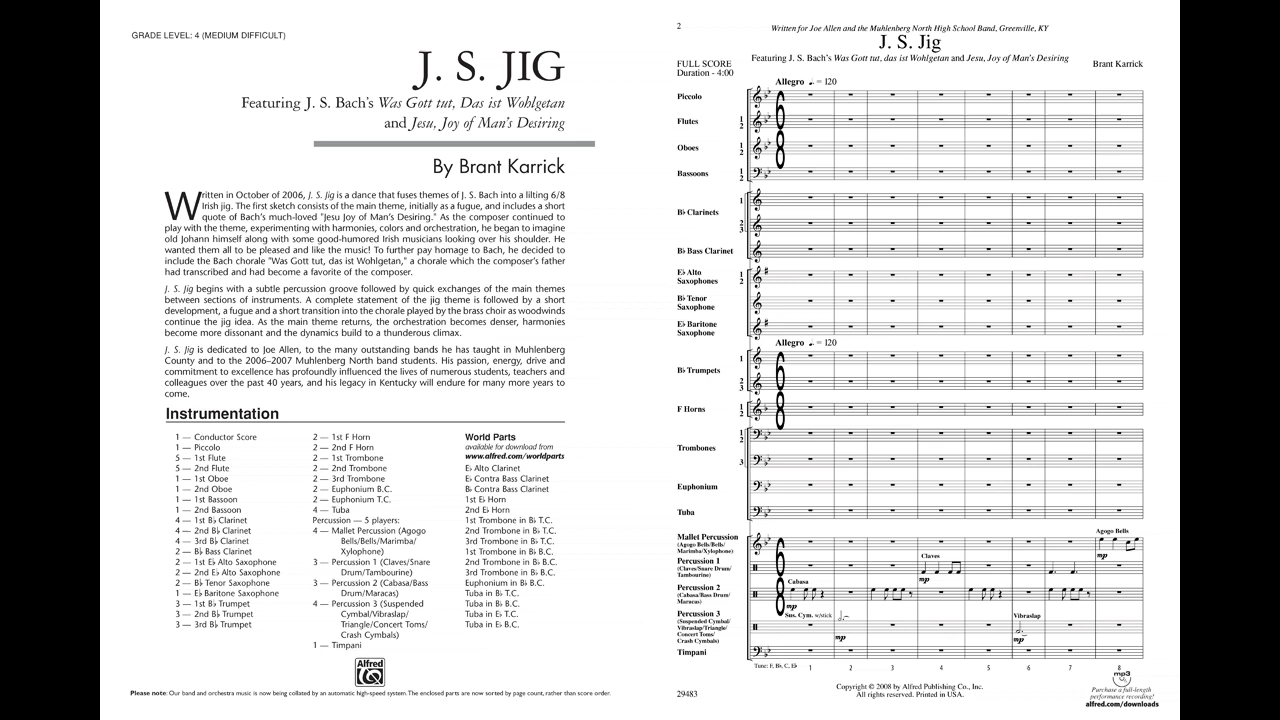 GRADE LEVEL: 4 (MEDIUM DIFFICULT)
J. S. JIG
Featuring J. S. Bach's Was Gott tut, Das ist Wohlgetan
and Jesu, Joy of Man's Desiring
By Brant Karrick
Written in October of 2006, J. S. Jig is a dance that fuses themes of J. S. Bach into a lilting 6/8
Irish jig. The first sketch consists of the main theme, initially as a fugue, and includes a short
quote of Bach's much-loved "Jesu Joy of Man's Desiring." As the composer continued to
play with the theme, experimenting with harmonies, colors and orchestration, he began to imagine
old Johann himself along with some good-humored Irish musicians looking over his shoulder. He
wanted them all to be pleased and like the music! To further pay homage to Bach, he decided to
include the Bach chorale "Was Gott tut, das ist Wohlgetan," a chorale which the composer's father
had transcribed and had become a favorite of the composer.
J. S. Jig begins with a subtle percussion groove followed by quick exchanges of the main themes
between sections of instruments. A complete statement of the jig theme is followed by a short
development, a fugue and a short transition into the chorale played by the brass choir as woodwinds
continue the jig idea. As the main theme returns, the orchestration becomes denser, harmonies
become more dissonant and the dynamics build to a thunderous climax.
J. S. Jig is dedicated to Joe Allen, to the many outstanding bands he has taught in Muhlenberg
County and to the 2006–2007 Muhlenberg North band students. His passion, energy, drive and
commitment to excellence has profoundly influenced the lives of numerous students, teachers and
colleagues over the past 40 years, and his legacy in Kentucky will endure for many more years to
come.
Instrumentation
1 — Conductor Score
1 — Piccolo
5 — 1st Flute
5 — 2nd Flute
1 — 1st Oboe
1 — 2nd Oboe
1 — 1st Bassoon
1 — 2nd Bassoon
4 — 1st B♭ Clarinet
4 — 2nd B♭ Clarinet
4 — 3rd B♭ Clarinet
2 — B♭ Bass Clarinet
2 — 1st E♭ Alto Saxophone
2 — 2nd E♭ Alto Saxophone
2 — B♭ Tenor Saxophone
1 — E♭ Baritone Saxophone
3 — 1st B♭ Trumpet
3 — 2nd B♭ Trumpet
3 — 3rd B♭ Trumpet
2 — 1st F Horn
2 — 2nd F Horn
2 — 1st Trombone
2 — 2nd Trombone
2 — 3rd Trombone
2 — Euphonium B.C.
2 — Euphonium T.C.
4 — Tuba
Percussion — 5 players:
4 — Mallet Percussion (Agogo
Bells/Bells/Marimba/
Xylophone)
3 — Percussion 1 (Claves/Snare
Drum/Tambourine)
3 — Percussion 2 (Cabasa/Bass
Drum/Maracas)
4 — Percussion 3 (Suspended
Cymbal/Vibraslap/
Triangle/Concert Toms/
Crash Cymbals)
1 — Timpani
World Parts
available for download from
www.alfred.com/worldparts
E♭ Alto Clarinet
E♭ Contra Bass Clarinet
B♭ Contra Bass Clarinet
1st E♭ Horn
2nd E♭ Horn
1st Trombone in B♭ T.C.
2nd Trombone in B♭ T.C.
3rd Trombone in B♭ T.C.
1st Trombone in B♭ B.C.
2nd Trombone in B♭ B.C.
3rd Trombone in B♭ B.C.
Euphonium in B♭ B.C.
Tuba in B♭ T.C.
Tuba in B♭ B.C.
Tuba in E♭ T.C.
Tuba in E♭ B.C.
Alfred
Please note: Our band and orchestra music is now being collated by an automatic high-speed system. The enclosed parts are now sorted by page count, rather than score order.
2
Written for Joe Allen and the Muhlenberg North High School Band, Greenville, KY
J. S. Jig
Featuring J. S. Bach's Was Gott tut, das ist Wohlgetan and Jesu, Joy of Man's Desiring
FULL SCORE
Duration - 4:00
Brant Karrick
Allegro ♩. = 120
Piccolo
Flutes 1 2
Oboes 1 2
Bassoons 1 2
B♭ Clarinets 1 2 3
B♭ Bass Clarinet
E♭ Alto
Saxophones 1 2
B♭ Tenor
Saxophone
E♭ Baritone
Saxophone
Allegro ♩. = 120
B♭ Trumpets 1 2 3
F Horns 1 2
Trombones 1 2 3
Euphonium
Tuba
Agogo Bells
Mallet Percussion
(Agogo Bells/Bells/
Marimba/Xylophone)
mp
Claves
Percussion 1
(Claves/Snare Drum/
Tambourine)
mp
Cabasa
Percussion 2
(Cabasa/Bass Drum/
Maracas)
mp
Sus. Cym. w/stick
Vibraslap
Percussion 3
(Suspended Cymbal/
Vibraslap/Triangle/
Concert Toms/
Crash Cymbals)
mp
mp
Timpani
Tune: F, B♭, C, E♭
1 2 3 4 5 6 7 8
29483
Copyright © 2008 by Alfred Publishing Co., Inc.
All rights reserved. Printed in USA.
mp3
Purchase a full-length
performance recording!
alfred.com/downloads